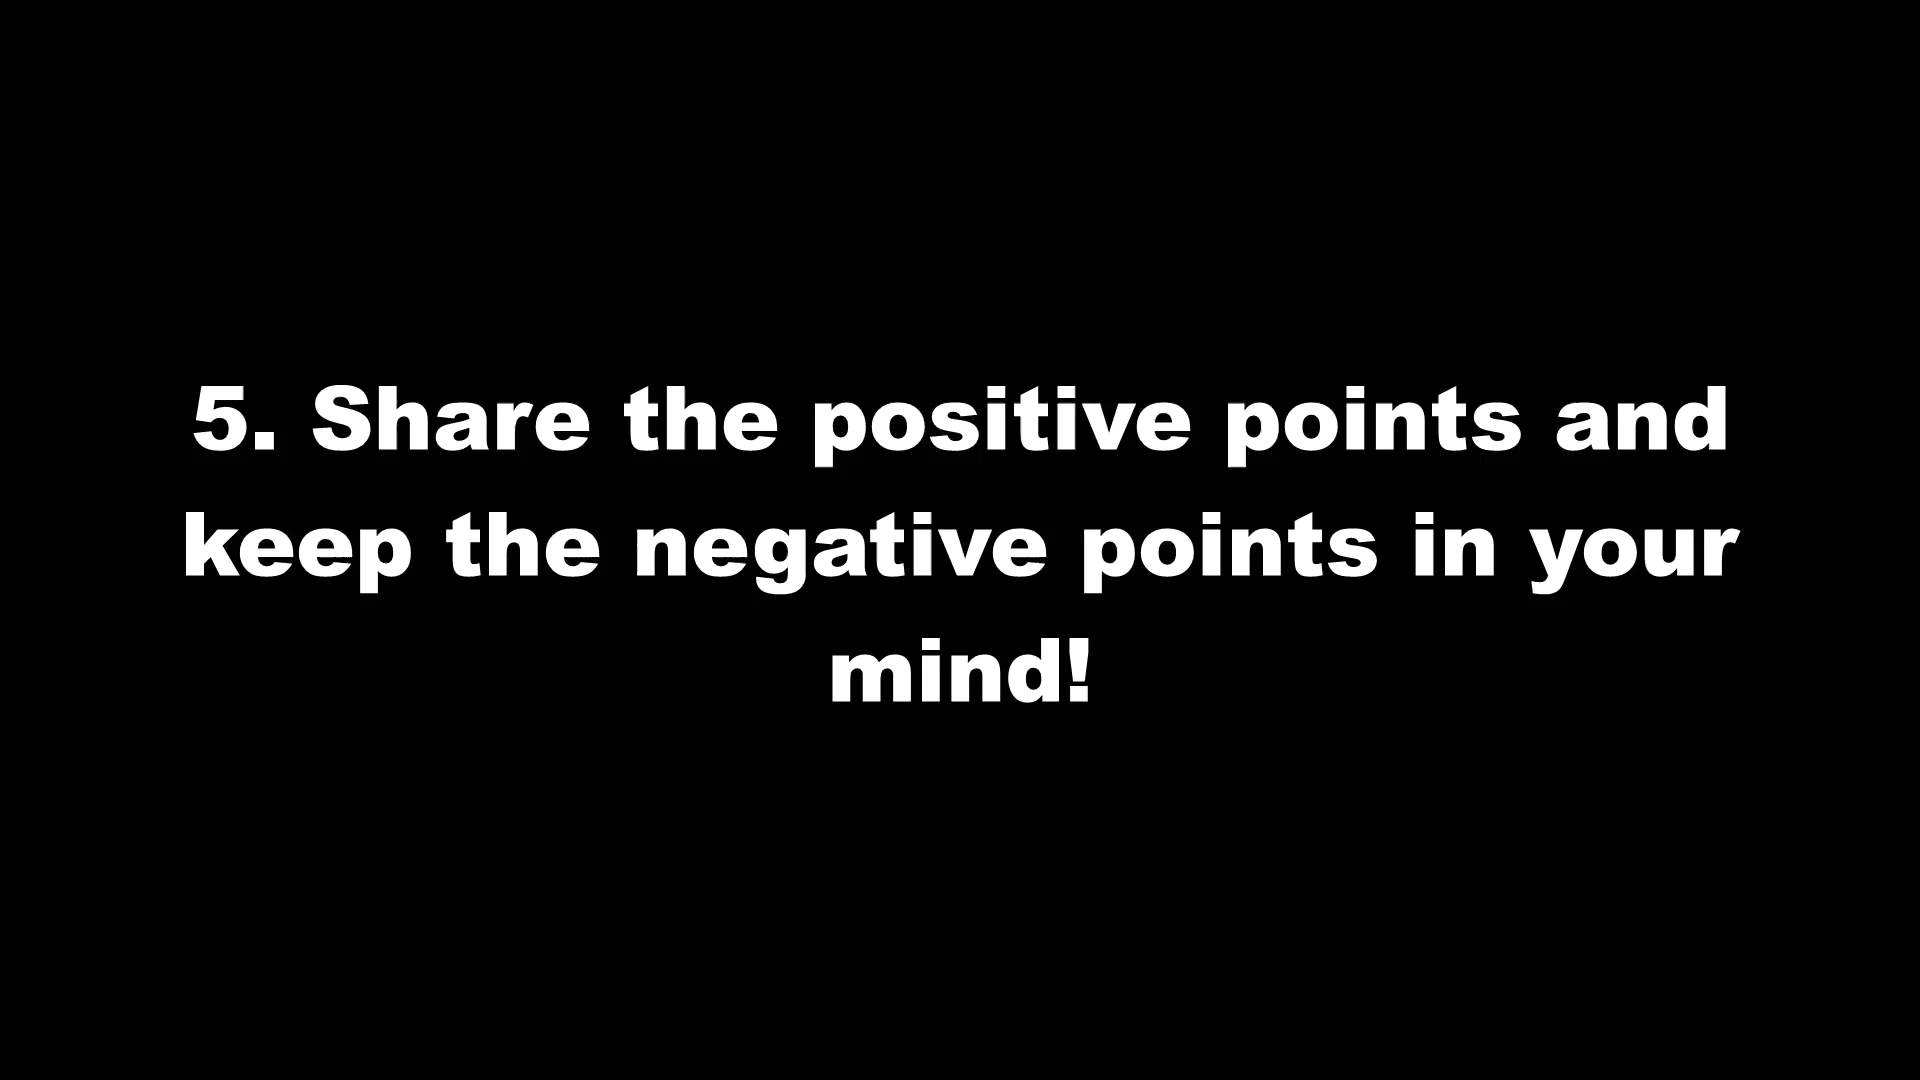 5. Share the positive points and
keep the negative points in your
mind!